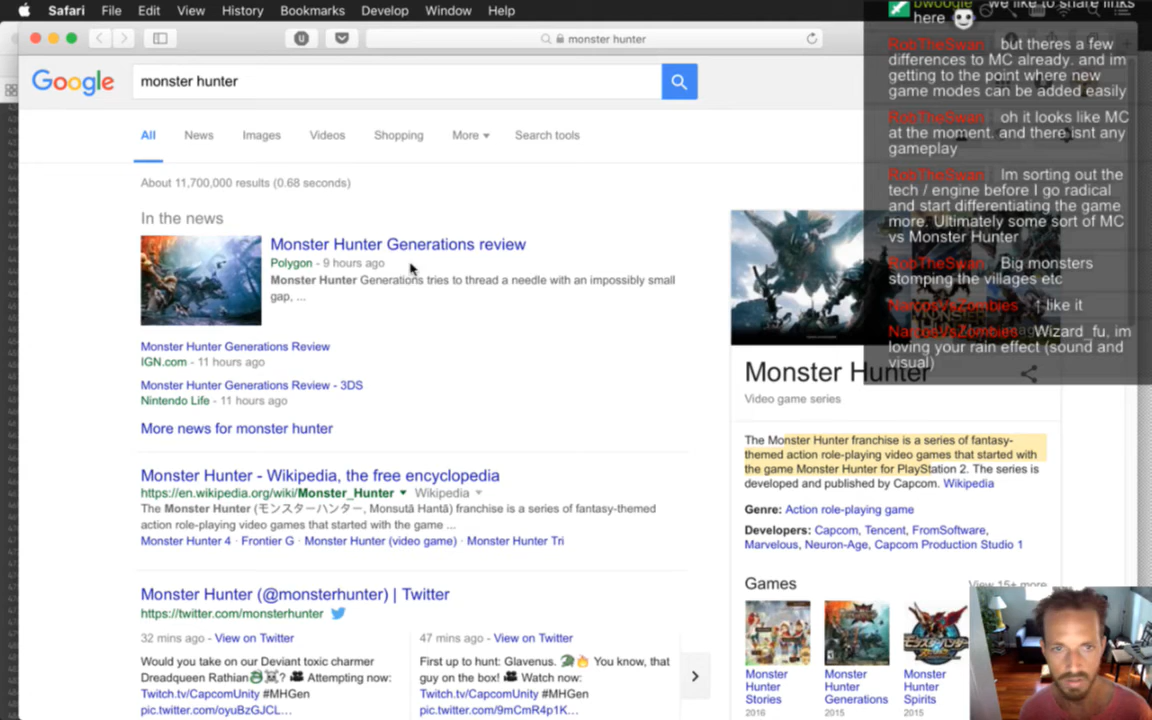 Safari File Edit View History Bookmarks Develop Window Help
monster hunter
Google
monster hunter
All News Images Videos Shopping More Search tools
About 11,700,000 results (0.68 seconds)
In the news
Monster Hunter Generations review
Polygon - 9 hours ago
Monster Hunter Generations tries to thread a needle with an impossibly small
gap, ...
Monster Hunter Generations Review
IGN.com - 11 hours ago
Monster Hunter Generations Review - 3DS
Nintendo Life - 11 hours ago
More news for monster hunter
Monster Hunter - Wikipedia, the free encyclopedia
https://en.wikipedia.org/wiki/Monster_Hunter Wikipedia
The Monster Hunter (モンスターハンター, Monsutā Hantā) franchise is a series of fantasy-themed
action role-playing video games that started with the game ...
Monster Hunter 4 · Frontier G · Monster Hunter (video game) · Monster Hunter Tri
Monster Hunter (@monsterhunter) | Twitter
https://twitter.com/monsterhunter
32 mins ago - View on Twitter
Would you take on our Deviant toxic charmer
Dreadqueen Rathian ? Attempting now:
Twitch.tv/CapcomUnity #MHGen
pic.twitter.com/oyuBzGJCL...
47 mins ago - View on Twitter
First up to hunt: Glavenus. You know, that
guy on the box! Watch now:
Twitch.tv/CapcomUnity #MHGen
pic.twitter.com/9mCmR4p1K...
Monster Hunter
Video game series
The Monster Hunter franchise is a series of fantasy-
themed action role-playing video games that started with
the game Monster Hunter for PlayStation 2. The series is
developed and published by Capcom. Wikipedia
Genre: Action role-playing game
Developers: Capcom, Tencent, FromSoftware,
Marvelous, Neuron-Age, Capcom Production Studio 1
Games
View 15+ more
Monster
Hunter
Stories
2016
Monster
Hunter
Generations
2015
Monster
Hunter
Spirits
2015
bwoogie we like to share links
here
RobTheSwan but theres a few
differences to MC already. and im
getting to the point where new
game modes can be added easily
RobTheSwan oh it looks like MC
at the moment. and there isnt any
gameplay
RobTheSwan Im sorting out the
tech / engine before I go radical
and start differentiating the game
more. Ultimately some sort of MC
vs Monster Hunter
RobTheSwan Big monsters
stomping the villages etc
NarcosVsZombies I like it
NarcosVsZombies Wizard_fu, im
loving your rain effect (sound and
visual)